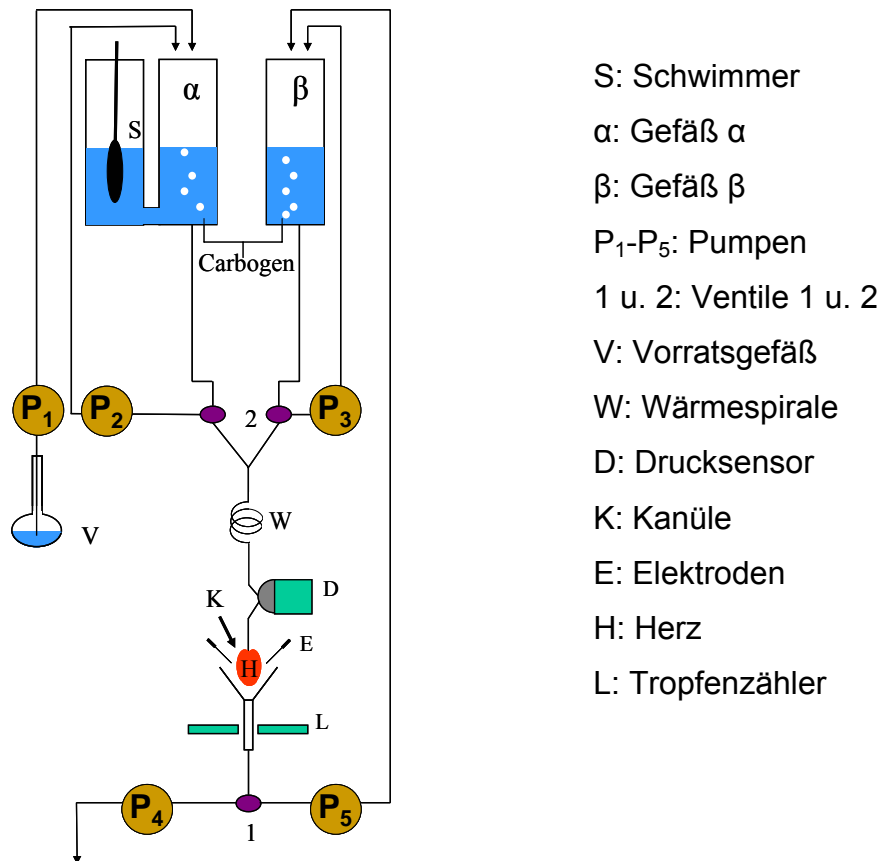 α
β
S
Carbogen
P1
P2
2
P3
V
W
D
K
E
H
L
P4
P5
1
S: Schwimmer
α: Gefäß α
β: Gefäß β
P1-P5: Pumpen
1 u. 2: Ventile 1 u. 2
V: Vorratsgefäß
W: Wärmespirale
D: Drucksensor
K: Kanüle
E: Elektroden
H: Herz
L: Tropfenzähler